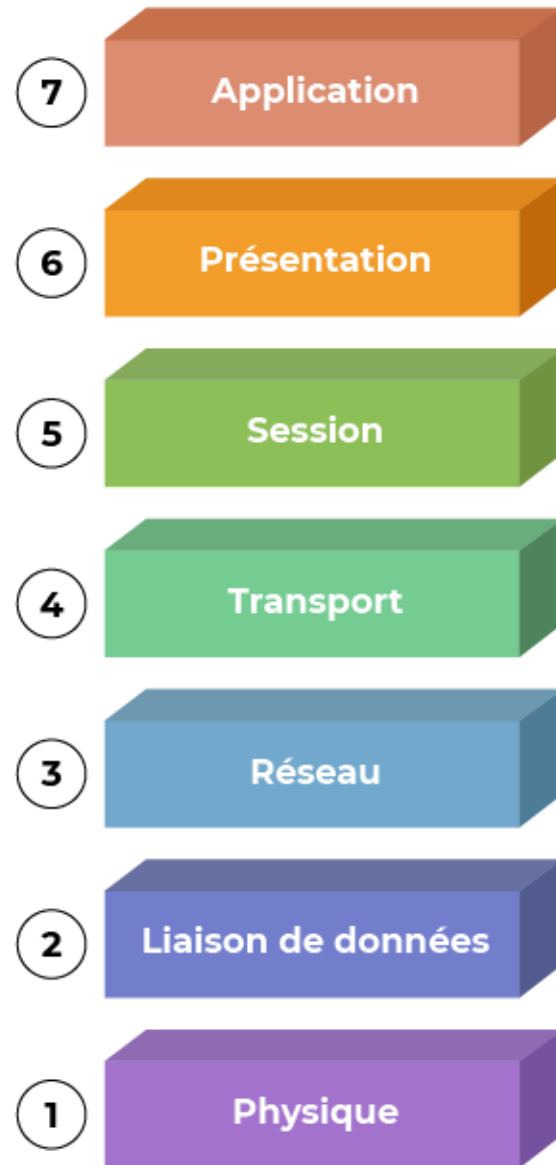 7 Application
6 Présentation
5 Session
4 Transport
3 Réseau
2 Liaison de données
1 Physique